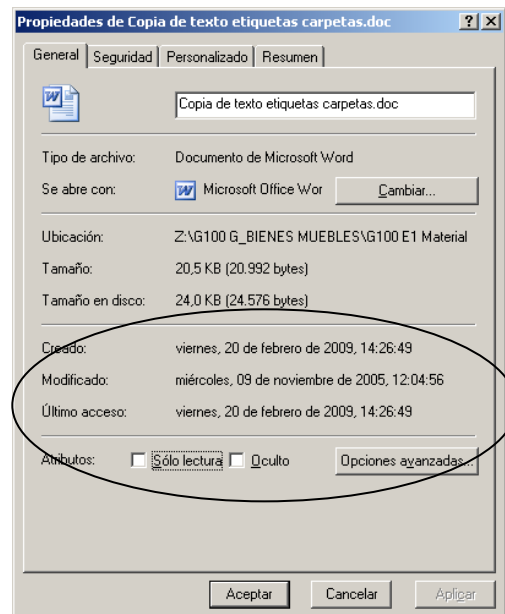 Propiedades de Copia de texto etiquetas carpetas.doc
General Seguridad Personalizado Resumen
Copia de texto etiquetas carpetas.doc
Tipo de archivo: Documento de Microsoft Word
Se abre con: Microsoft Office Wor Cambiar...
Ubicación: Z:\G100 G_BIENES MUEBLES\G100 E1 Material
Tamaño: 20,5 KB (20.992 bytes)
Tamaño en disco: 24,0 KB (24.576 bytes)
Creado: viernes, 20 de febrero de 2009, 14:26:49
Modificado: miércoles, 09 de noviembre de 2005, 12:04:56
Último acceso: viernes, 20 de febrero de 2009, 14:26:49
Atributos: Sólo lectura Oculto Opciones avanzadas...
Aceptar Cancelar Aplicar